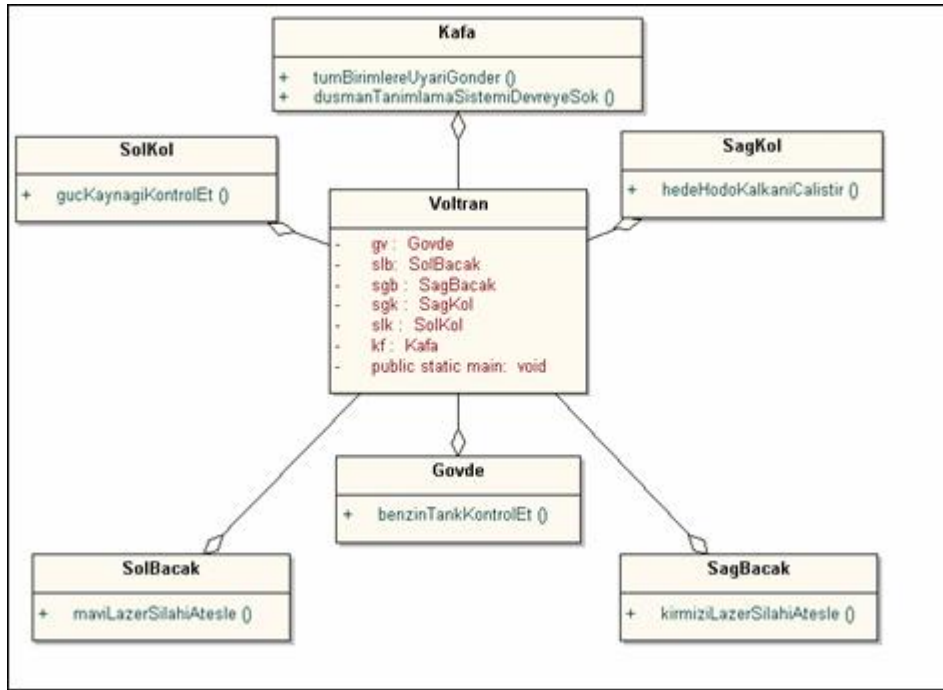 Kafa
+ tumBirimlereUyariGonder ()
+ dusmanTanimlamaSistemiDevreyeSok ()
SolKol
+ gucKaynagiKontrolEt ()
SagKol
+ hedeHodoKalkaniCalistir ()
Voltran
- gv : Govde
- slb: SolBacak
- sgb : SagBacak
- sgk : SagKol
- slk : SolKol
- kf : Kafa
- public static main: void
Govde
+ benzinTankKontrolEt ()
SolBacak
+ maviLazerSilahiAtesle ()
SagBacak
+ kirmiziLazerSilahiAtesle ()